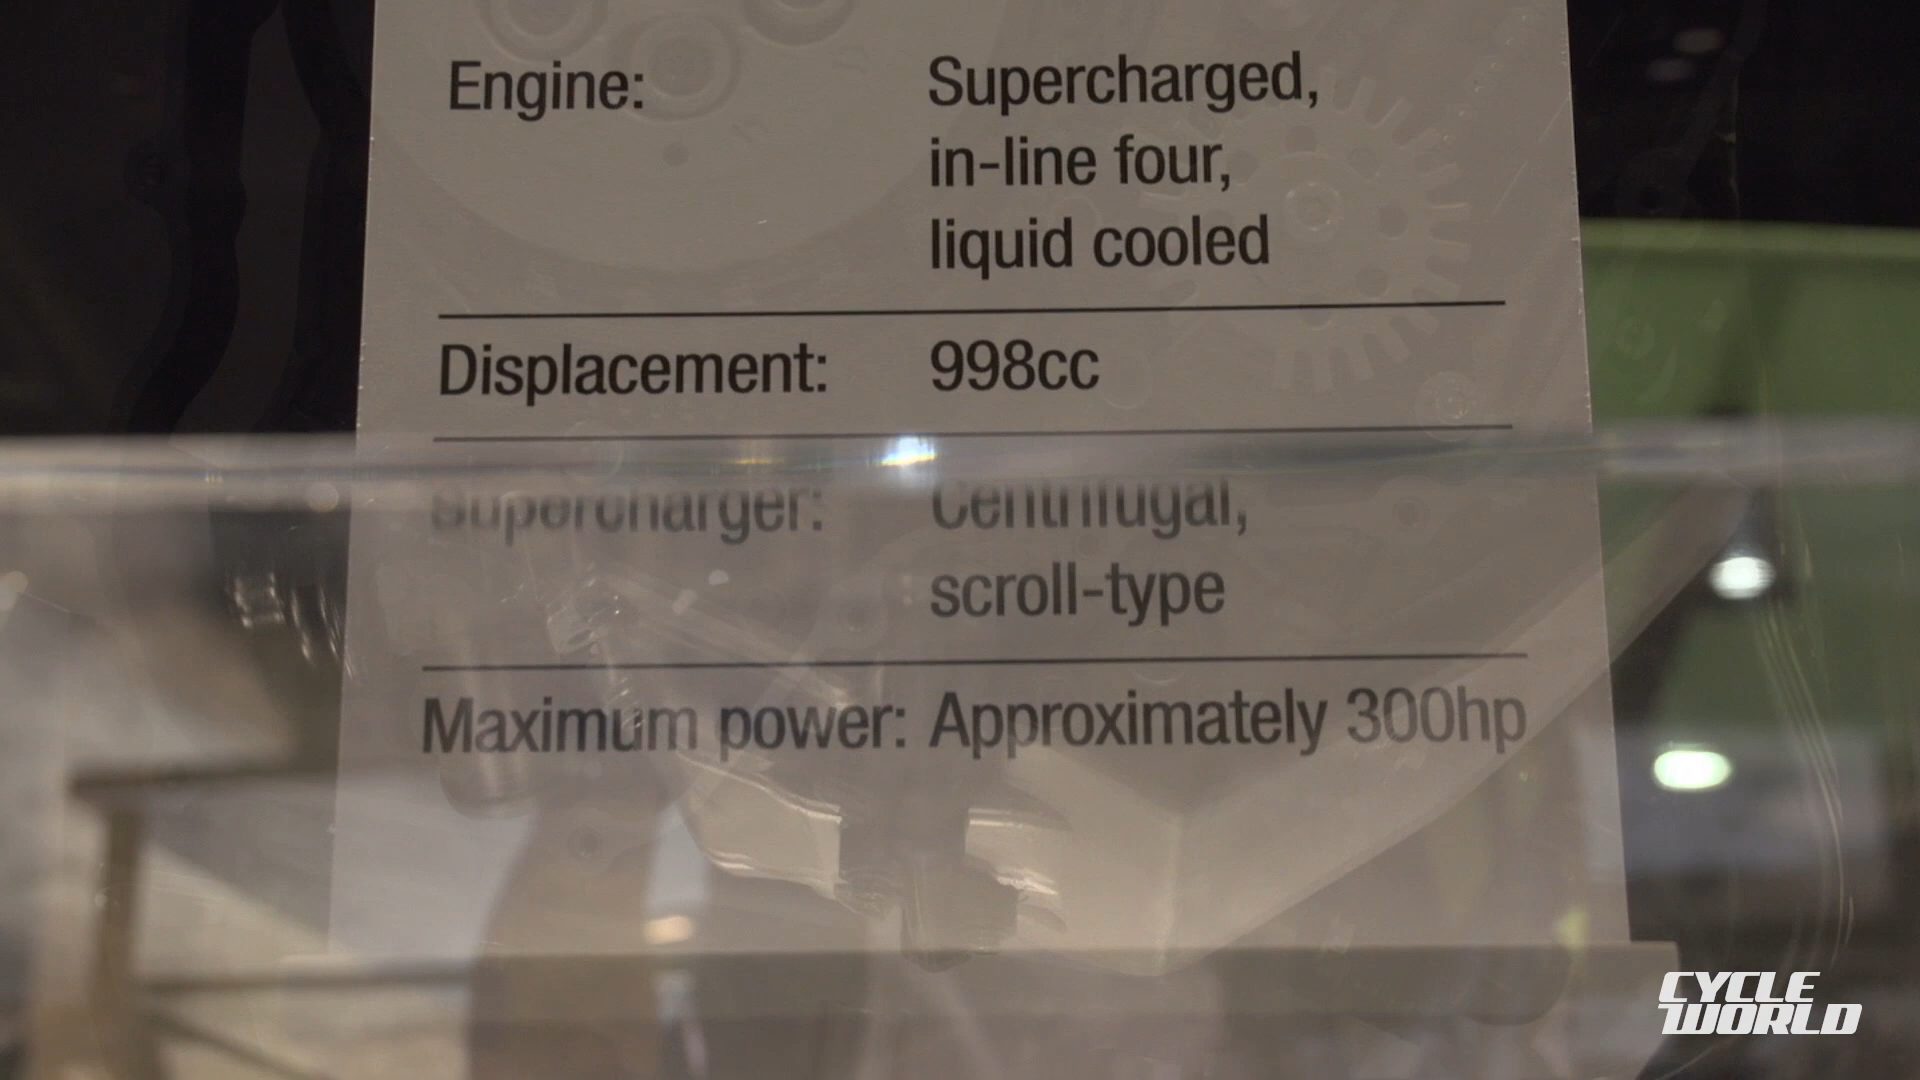 Engine: Supercharged,
in-line four,
liquid cooled
Displacement: 998cc
Supercharger: Centrifugal,
scroll-type
Maximum power: Approximately 300hp
CYCLE
WORLD